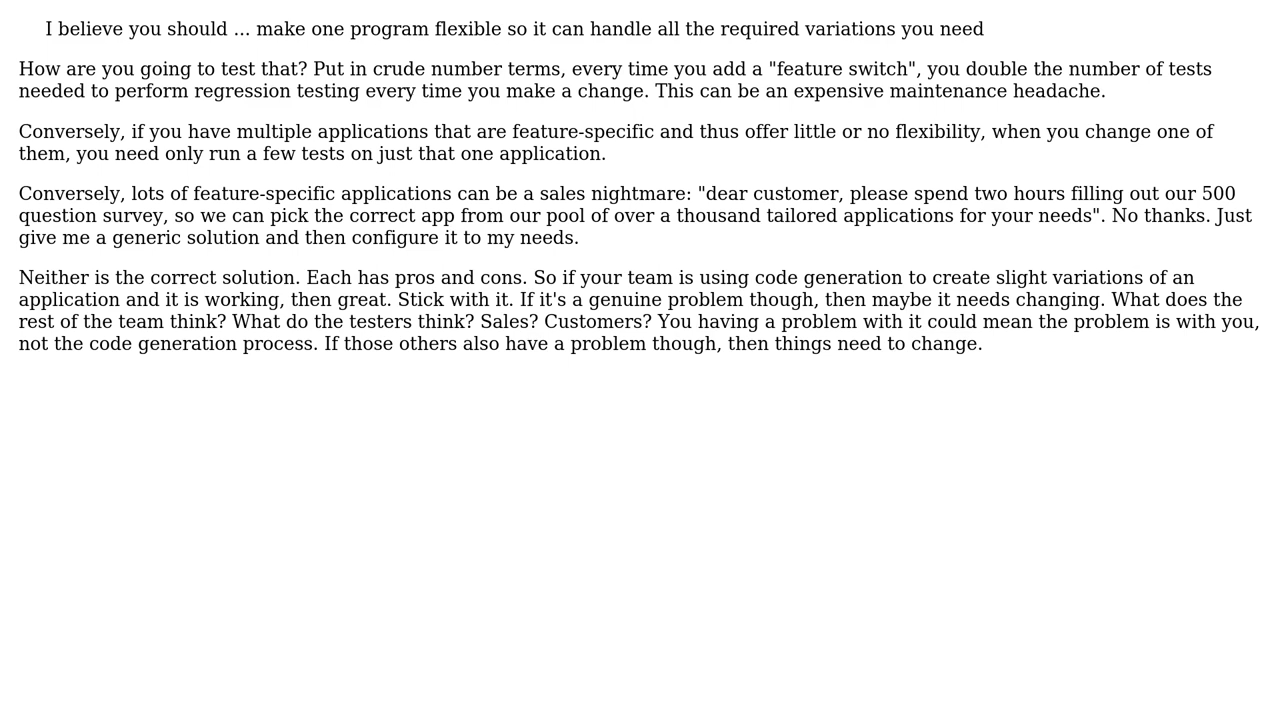 I believe you should ... make one program flexible so it can handle all the required variations you need
How are you going to test that? Put in crude number terms, every time you add a "feature switch", you double the number of tests
needed to perform regression testing every time you make a change. This can be an expensive maintenance headache.
Conversely, if you have multiple applications that are feature-specific and thus offer little or no flexibility, when you change one of
them, you need only run a few tests on just that one application.
Conversely, lots of feature-specific applications can be a sales nightmare: "dear customer, please spend two hours filling out our 500
question survey, so we can pick the correct app from our pool of over a thousand tailored applications for your needs". No thanks. Just
give me a generic solution and then configure it to my needs.
Neither is the correct solution. Each has pros and cons. So if your team is using code generation to create slight variations of an
application and it is working, then great. Stick with it. If it's a genuine problem though, then maybe it needs changing. What does the
rest of the team think? What do the testers think? Sales? Customers? You having a problem with it could mean the problem is with you,
not the code generation process. If those others also have a problem though, then things need to change.